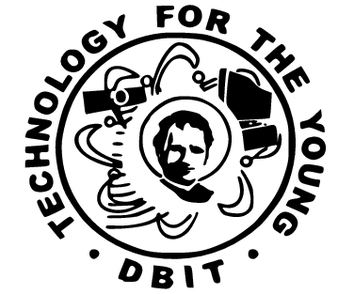 TECHNOLOGY FOR THE YOUNG
• DBIT •